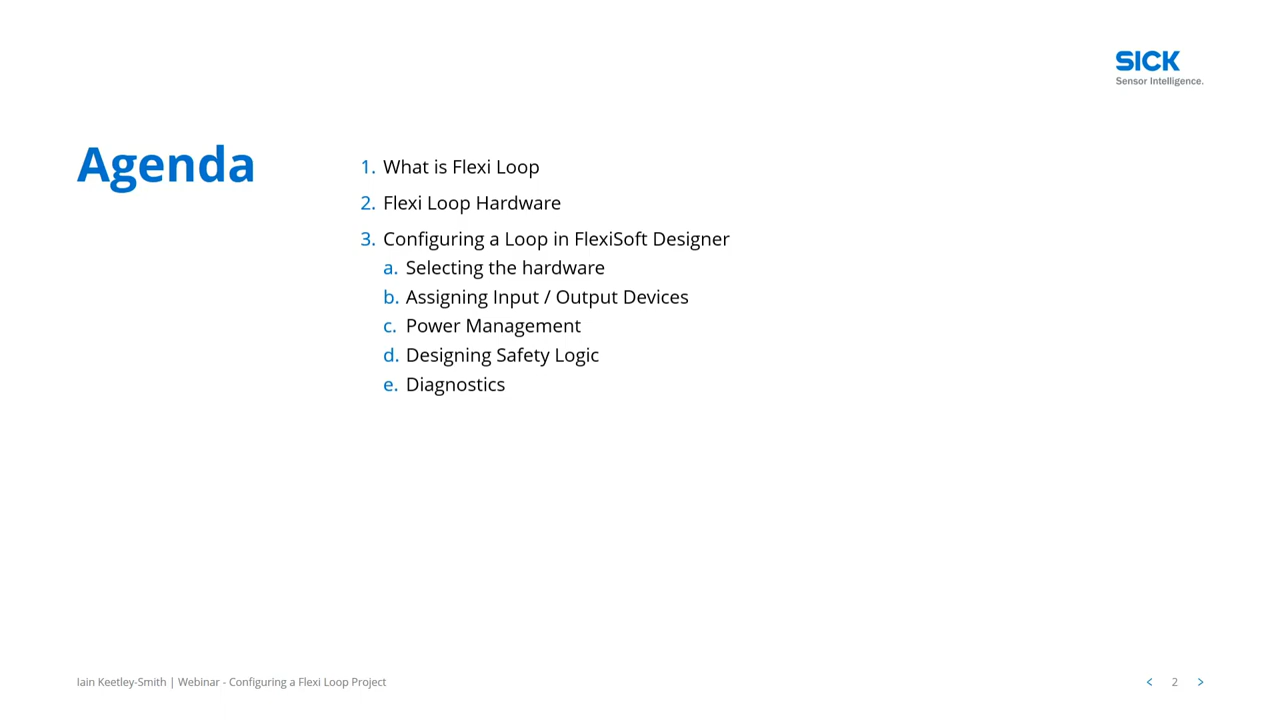 SICK
Sensor Intelligence.
Agenda
1. What is Flexi Loop
2. Flexi Loop Hardware
3. Configuring a Loop in FlexiSoft Designer
a. Selecting the hardware
b. Assigning Input / Output Devices
c. Power Management
d. Designing Safety Logic
e. Diagnostics
Iain Keetley-Smith | Webinar - Configuring a Flexi Loop Project
< 2 >